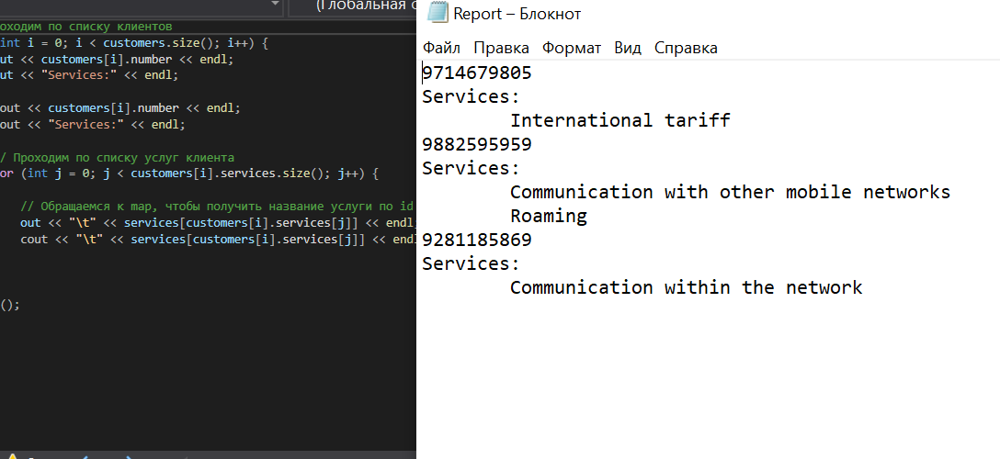 (Глобальная о
оходим по списку клиентов
int i = 0; i < customers.size(); i++) {
ut << customers[i].number << endl;
ut << "Services:" << endl;
out << customers[i].number << endl;
out << "Services:" << endl;
/ Проходим по списку услуг клиента
or (int j = 0; j < customers[i].services.size(); j++) {
// Обращаемся к map, чтобы получить название услуги по id
out << "\t" << services[customers[i].services[j]] << endl;
cout << "\t" << services[customers[i].services[j]] << endl
();
Report – Блокнот
Файл Правка Формат Вид Справка
9714679805
Services:
International tariff
9882595959
Services:
Communication with other mobile networks
Roaming
9281185869
Services:
Communication within the network